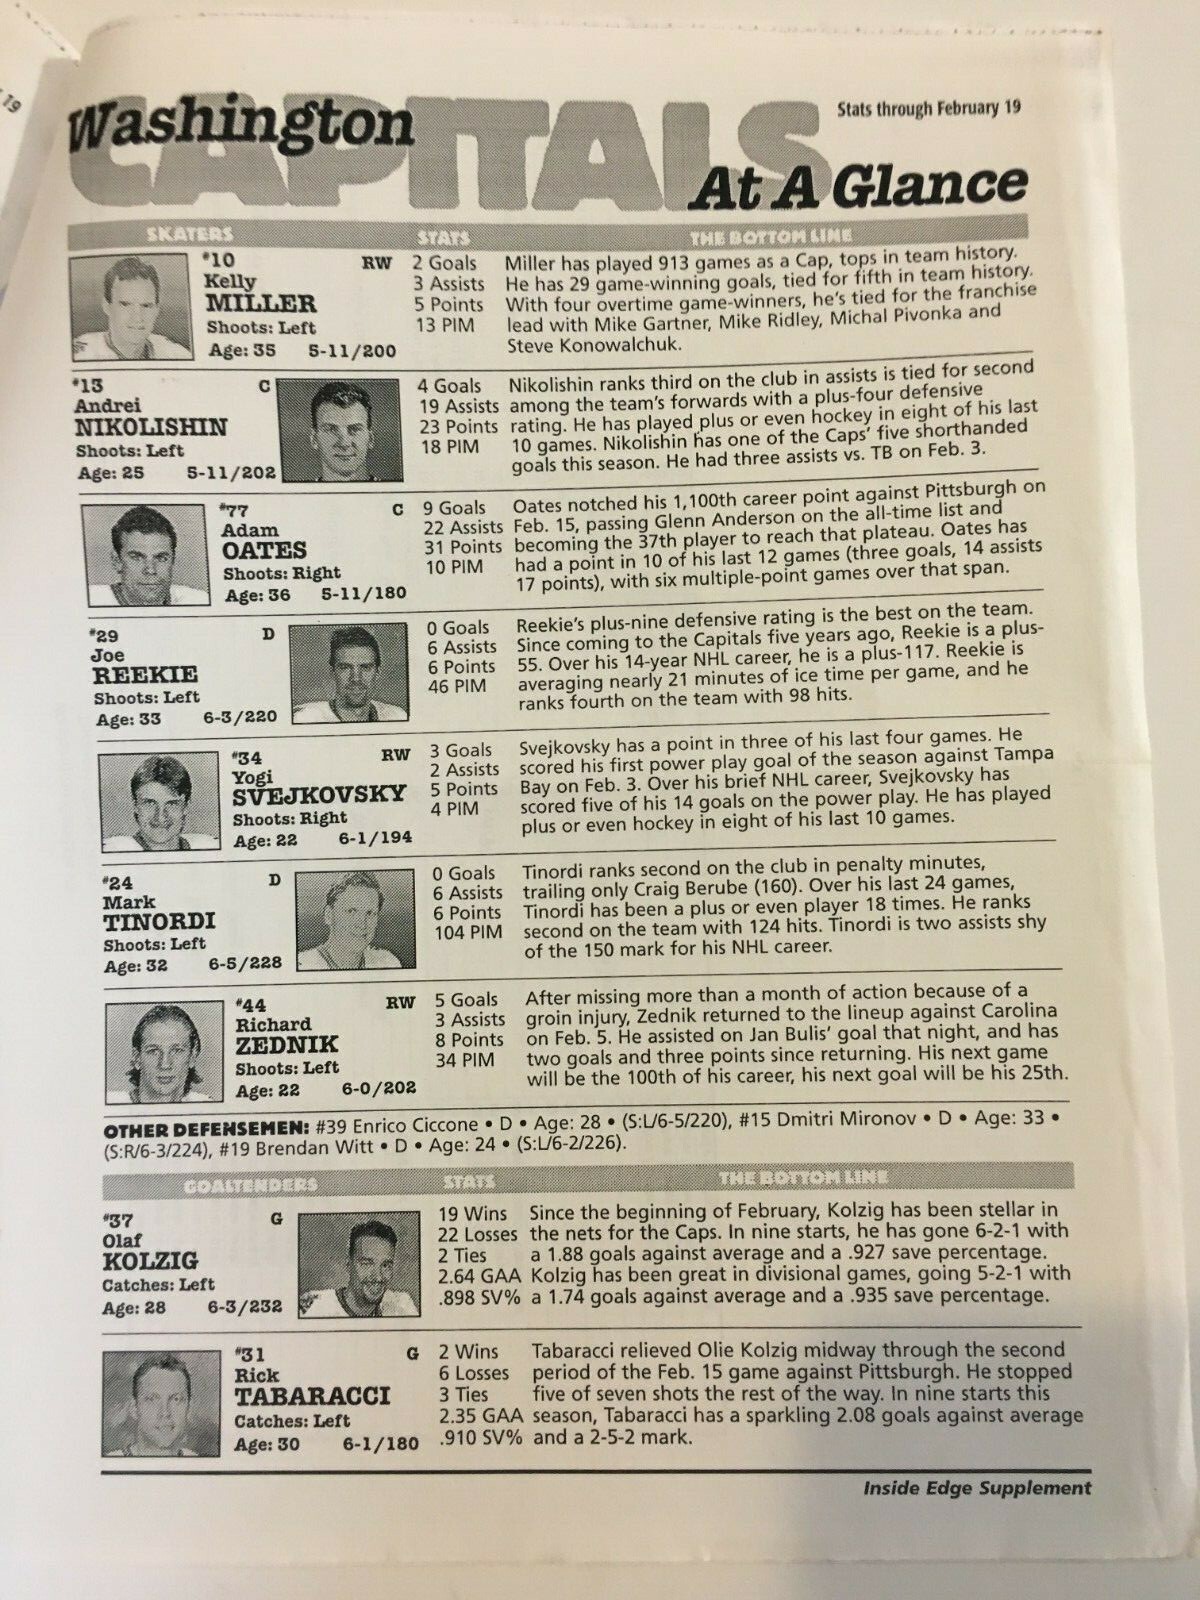 19
Washington
CAPITALS
Stats through February 19
At A Glance
SKATERS STATS THE BOTTOM LINE
#10 RW
Kelly
MILLER
Shoots: Left
Age: 35 5-11/200
2 Goals
3 Assists
5 Points
13 PIM
Miller has played 913 games as a Cap, tops in team history.
He has 29 game-winning goals, tied for fifth in team history.
With four overtime game-winners, he's tied for the franchise
lead with Mike Gartner, Mike Ridley, Michal Pivonka and
Steve Konowalchuk.
#13 C
Andrei
NIKOLISHIN
Shoots: Left
Age: 25 5-11/202
4 Goals
19 Assists
23 Points
18 PIM
Nikolishin ranks third on the club in assists is tied for second
among the team's forwards with a plus-four defensive
rating. He has played plus or even hockey in eight of his last
10 games. Nikolishin has one of the Caps' five shorthanded
goals this season. He had three assists vs. TB on Feb. 3.
#77 C
Adam
OATES
Shoots: Right
Age: 36 5-11/180
9 Goals
22 Assists
31 Points
10 PIM
Oates notched his 1,100th career point against Pittsburgh on
Feb. 15, passing Glenn Anderson on the all-time list and
becoming the 37th player to reach that plateau. Oates has
had a point in 10 of his last 12 games (three goals, 14 assists
17 points), with six multiple-point games over that span.
#29 D
Joe
REEKIE
Shoots: Left
Age: 33 6-3/220
0 Goals
6 Assists
6 Points
46 PIM
Reekie's plus-nine defensive rating is the best on the team.
Since coming to the Capitals five years ago, Reekie is a plus-
55. Over his 14-year NHL career, he is a plus-117. Reekie is
averaging nearly 21 minutes of ice time per game, and he
ranks fourth on the team with 98 hits.
#34 RW
Yogi
SVEJKOVSKY
Shoots: Right
Age: 22 6-1/194
3 Goals
2 Assists
5 Points
4 PIM
Svejkovsky has a point in three of his last four games. He
scored his first power play goal of the season against Tampa
Bay on Feb. 3. Over his brief NHL career, Svejkovsky has
scored five of his 14 goals on the power play. He has played
plus or even hockey in eight of his last 10 games.
#24 D
Mark
TINORDI
Shoots: Left
Age: 32 6-5/228
0 Goals
6 Assists
6 Points
104 PIM
Tinordi ranks second on the club in penalty minutes,
trailing only Craig Berube (160). Over his last 24 games,
Tinordi has been a plus or even player 18 times. He ranks
second on the team with 124 hits. Tinordi is two assists shy
of the 150 mark for his NHL career.
#44 RW
Richard
ZEDNIK
Shoots: Left
Age: 22 6-0/202
5 Goals
3 Assists
8 Points
34 PIM
After missing more than a month of action because of a
groin injury, Zednik returned to the lineup against Carolina
on Feb. 5. He assisted on Jan Bulis' goal that night, and has
two goals and three points since returning. His next game
will be the 100th of his career, his next goal will be his 25th.
OTHER DEFENSEMEN: #39 Enrico Ciccone • D • Age: 28 • (S:L/6-5/220), #15 Dmitri Mironov • D • Age: 33 •
(S:R/6-3/224), #19 Brendan Witt • D • Age: 24 • (S:L/6-2/226).
GOALTENDERS STATS THE BOTTOM LINE
#37 G
Olaf
KOLZIG
Catches: Left
Age: 28 6-3/232
19 Wins
22 Losses
2 Ties
2.64 GAA
.898 SV%
Since the beginning of February, Kolzig has been stellar in
the nets for the Caps. In nine starts, he has gone 6-2-1 with
a 1.88 goals against average and a .927 save percentage.
Kolzig has been great in divisional games, going 5-2-1 with
a 1.74 goals against average and a .935 save percentage.
#31 G
Rick
TABARACCI
Catches: Left
Age: 30 6-1/180
2 Wins
6 Losses
3 Ties
2.35 GAA
.910 SV%
Tabaracci relieved Olie Kolzig midway through the second
period of the Feb. 15 game against Pittsburgh. He stopped
five of seven shots the rest of the way. In nine starts this
season, Tabaracci has a sparkling 2.08 goals against average
and a 2-5-2 mark.
Inside Edge Supplement